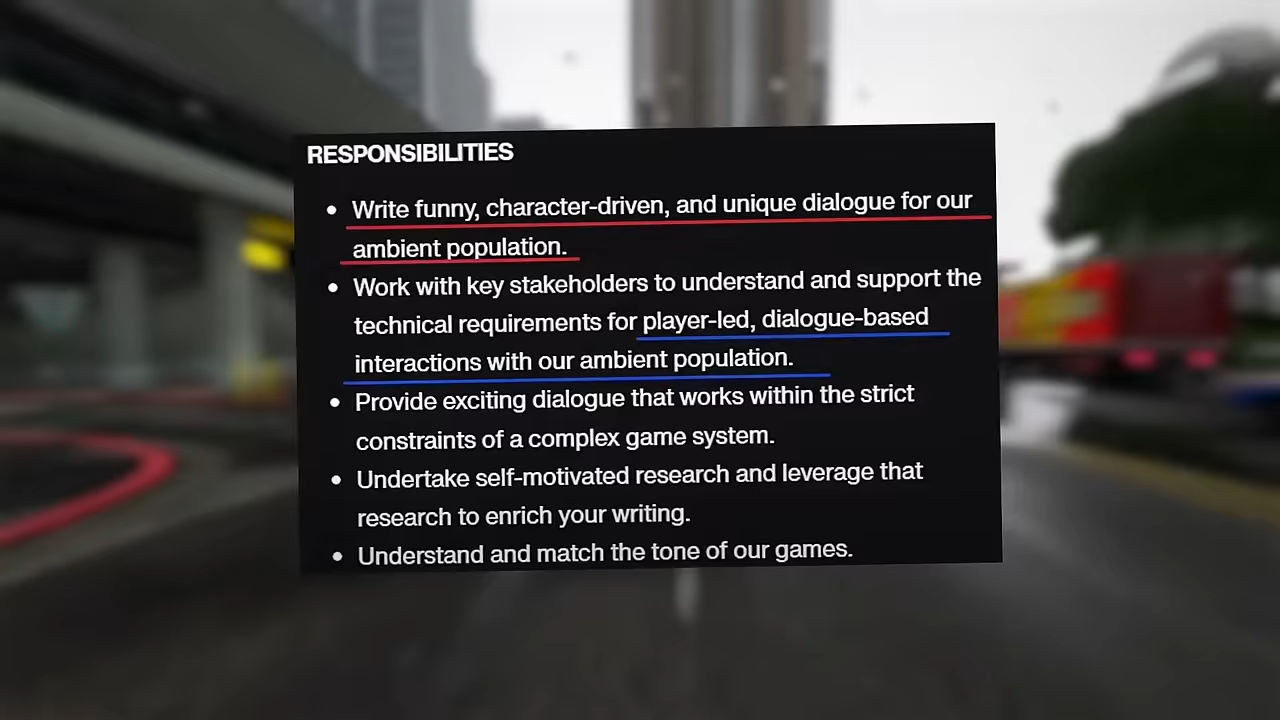 RESPONSIBILITIES
• Write funny, character-driven, and unique dialogue for our
ambient population.
• Work with key stakeholders to understand and support the
technical requirements for player-led, dialogue-based
interactions with our ambient population.
• Provide exciting dialogue that works within the strict
constraints of a complex game system.
• Undertake self-motivated research and leverage that
research to enrich your writing.
• Understand and match the tone of our games.